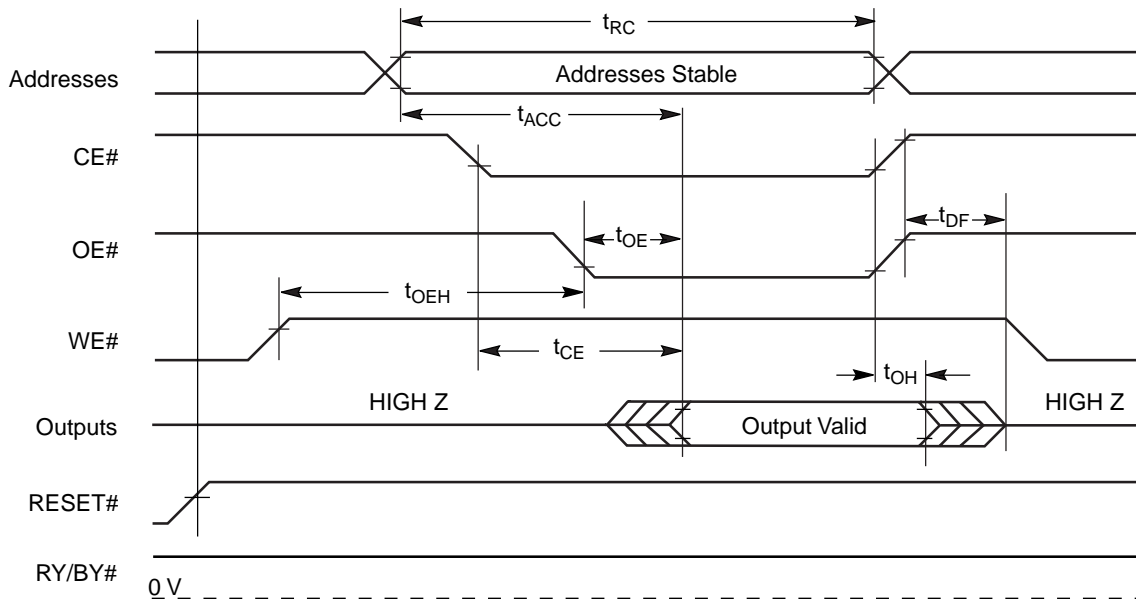 tRC
Addresses
Addresses Stable
tACC
CE#
tDF
OE#
tOE
tOEH
WE#
tCE
tOH
HIGH Z
HIGH Z
Outputs
Output Valid
RESET#
RY/BY#
0 V